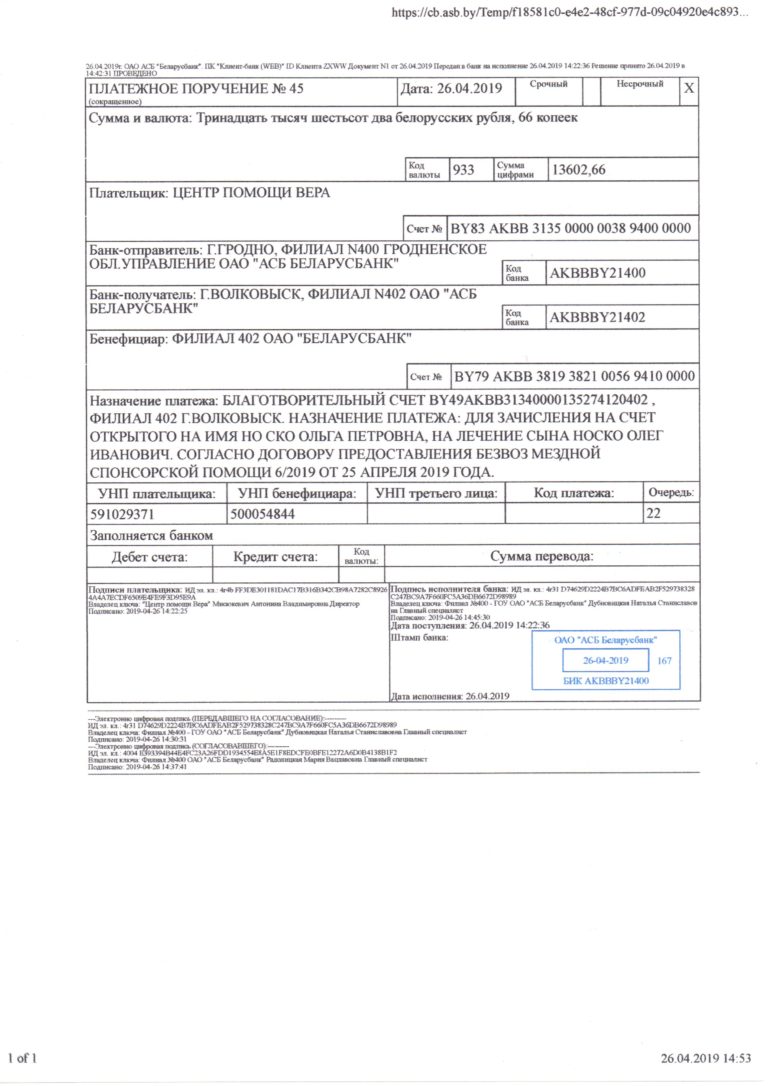 https://cb.asb.by/Temp/f18581c0-e4e2-48cf-977d-09c04920e4c893...
26.04.2019г. ОАО АСБ "Беларусбанк". ПК "Клиент-банк (WEB)" ID Клиента ZXWW Документ N1 от 26.04.2019 Передан в банк на исполнение 26.04.2019 14:22:36 Решение принято 26.04.2019 в
14:42:31 ПРОВЕДЕНО
ПЛАТЕЖНОЕ ПОРУЧЕНИЕ № 45
(сокращенное)
Дата: 26.04.2019
Срочный
Несрочный
X
Сумма и валюта: Тринадцать тысяч шестьсот два белорусских рубля, 66 копеек
Код валюты
933
Сумма цифрами
13602,66
Плательщик: ЦЕНТР ПОМОЩИ ВЕРА
Счет № BY83 AKBB 3135 0000 0038 9400 0000
Банк-отправитель: Г.ГРОДНО, ФИЛИАЛ N400 ГРОДНЕНСКОЕ
ОБЛ.УПРАВЛЕНИЕ ОАО "АСБ БЕЛАРУСБАНК"
Код банка
AKBBBY21400
Банк-получатель: Г.ВОЛКОВЫСК, ФИЛИАЛ N402 ОАО "АСБ
БЕЛАРУСБАНК"
Код банка
AKBBBY21402
Бенефициар: ФИЛИАЛ 402 ОАО "БЕЛАРУСБАНК"
Счет № BY79 AKBB 3819 3821 0056 9410 0000
Назначение платежа: БЛАГОТВОРИТЕЛЬНЫЙ СЧЕТ BY49AKBB31340000135274120402 ,
ФИЛИАЛ 402 Г.ВОЛКОВЫСК. НАЗНАЧЕНИЕ ПЛАТЕЖА: ДЛЯ ЗАЧИСЛЕНИЯ НА СЧЕТ
ОТКРЫТОГО НА ИМЯ НО СКО ОЛЬГА ПЕТРОВНА, НА ЛЕЧЕНИЕ СЫНА НОСКО ОЛЕГ
ИВАНОВИЧ. СОГЛАСНО ДОГОВОРУ ПРЕДОСТАВЛЕНИЯ БЕЗВОЗ МЕЗДНОЙ
СПОНСОРСКОЙ ПОМОЩИ 6/2019 ОТ 25 АПРЕЛЯ 2019 ГОДА.
УНП плательщика: УНП бенефициара: УНП третьего лица: Код платежа: Очередь:
591029371 500054844 22
Заполняется банком
Дебет счета: Кредит счета: Код валюты: Сумма перевода:
Подписи плательщика: ИД эл. кл.:
Владелец ключа: "Центр помощи Вера" Директор
Подписано: 2019-04-26 14:22:25
Подпись исполнителя банка: ИД эл. кл.: 4r31 D74629D2224B7BC6ADFEAB2F529738328
C247BC9A7F660FC5A36DB6672D98989
Владелец ключа: Филиал №400 - ГОУ ОАО "АСБ Беларусбанк" Дубновицкая Наталья Станиславов
на Главный специалист
Подписано: 2019-04-26 14:45:30
Дата поступления: 26.04.2019 14:22:36
Штамп банка:
ОАО "АСБ Беларусбанк"
26-04-2019 167
БИК AKBBBY21400
Дата исполнения: 26.04.2019
---Электронно цифровая подпись (ПЕРЕДАВШЕГО НА СОГЛАСОВАНИЕ):---------
ИД эл. кл.: 4r31 D74629D2224B7BC6ADFEAB2F529738328C247BC9A7F660FC5A36DB6672D98989
Владелец ключа: Филиал №400 - ГОУ ОАО "АСБ Беларусбанк" Дубновицкая Наталья Станиславовна Главный специалист
Подписано: 2019-04-26 14:30:31
---Электронно цифровая подпись (СОГЛАСОВАВШЕГО):---------
ИД эл. кл.: 4004
Владелец ключа: Филиал №400 ОАО "АСБ Беларусбанк" Мария Вацлавовна Главный специалист
Подписано: 2019-04-26 14:37:41
1 of 1
26.04.2019 14:53